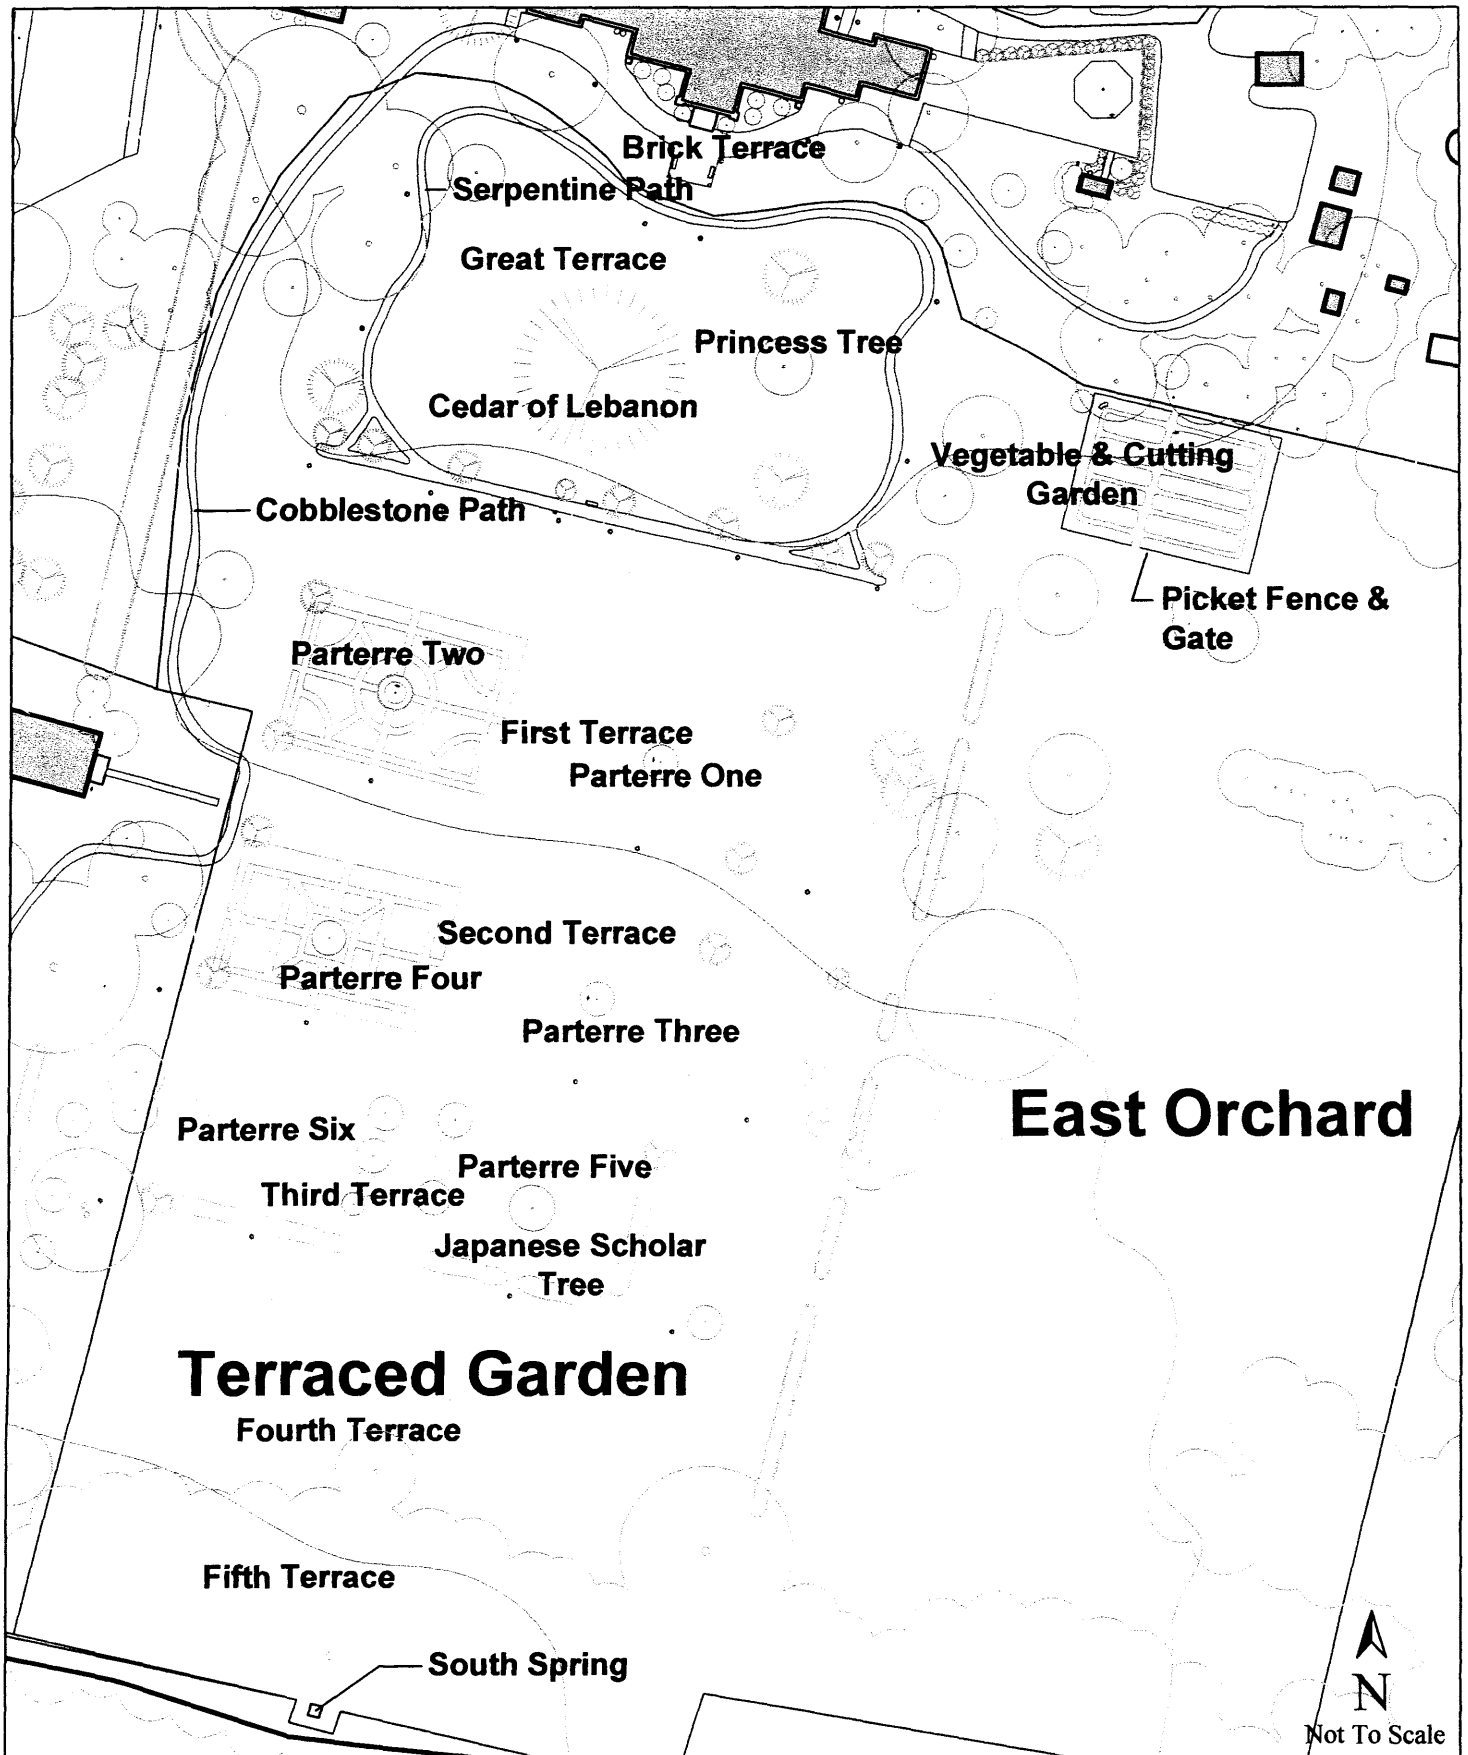 Brick Terrace
Serpentine Path
Great Terrace
Princess Tree
Cedar of Lebanon
Vegetable & Cutting
Garden
Cobblestone Path
Picket Fence &
Gate
Parterre Two
First Terrace
Parterre One
Second Terrace
Parterre Four
Parterre Three
East Orchard
Parterre Six
Parterre Five
Third Terrace
Japanese Scholar
Tree
Terraced Garden
Fourth Terrace
Fifth Terrace
South Spring
N
Not To Scale